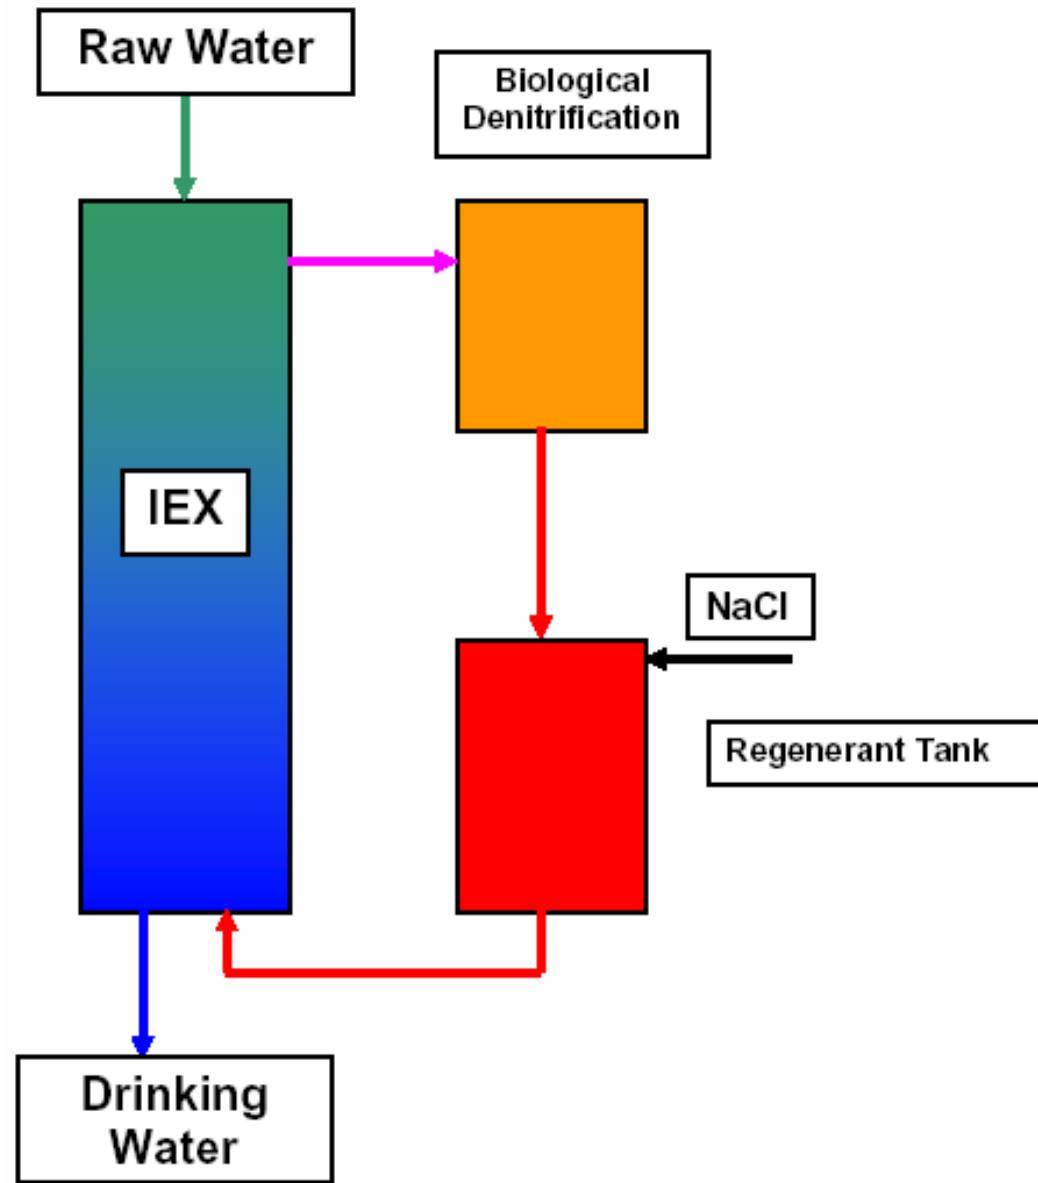 Raw Water
Biological
Denitrification
IEX
NaCl
Regenerant Tank
Drinking
Water